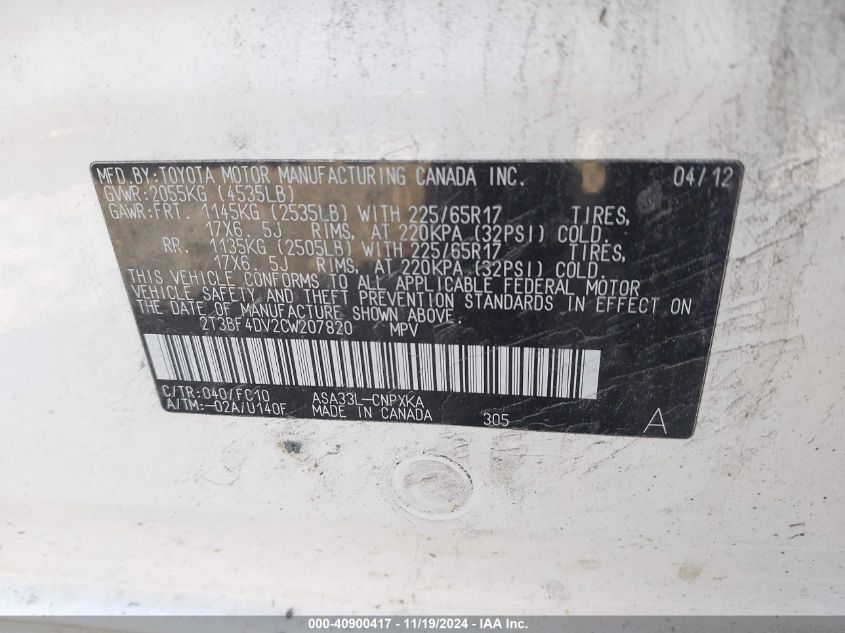 MFD.BY:TOYOTA MOTOR MANUFACTURING CANADA INC. 04/12
GVWR:2055KG (4535LB)
GAWR:FRT. 1145KG (2535LB) WITH 225/65R17 TIRES,
17X6.5J RIMS, AT 220KPA (32PSI) COLD.
RR. 1135KG (2505LB) WITH 225/65R17 TIRES,
17X6.5J RIMS, AT 220KPA (32PSI) COLD.
THIS VEHICLE CONFORMS TO ALL APPLICABLE FEDERAL MOTOR
VEHICLE SAFETY AND THEFT PREVENTION STANDARDS IN EFFECT ON
THE DATE OF MANUFACTURE SHOWN ABOVE.
2T3BF4DV2CW207820 MPV
C/TR:040/FC10 ASA33L-CNPXKA
A/TM:-02A/U140F MADE IN CANADA 305 A
000-40900417 - 11/19/2024 - IAA Inc.